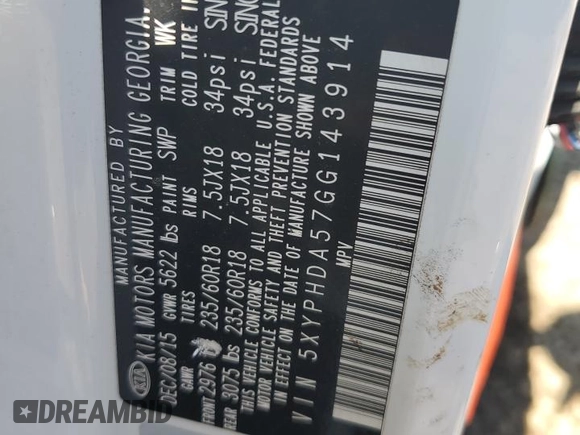 MANUFACTURED BY
KIA MOTORS MANUFACTURING GEORGIA
DEC/08/15 GVWR 5622 lbs PAINT SWP TRIM WK
GAWR TIRES RIMS COLD TIRE
FRONT 2976 235/60R18 7.5JX18 34psi
REAR 3075 lbs 235/60R18 7.5JX18 34psi
THIS VEHICLE CONFORMS TO ALL APPLICABLE U.S.A. FEDERAL
MOTOR VEHICLE SAFETY AND THEFT PREVENTION STANDARDS
IN EFFECT ON THE DATE OF MANUFACTURE SHOWN ABOVE
VIN 5XYPHDA57GG143914
MPV
KIA
DREAMBID